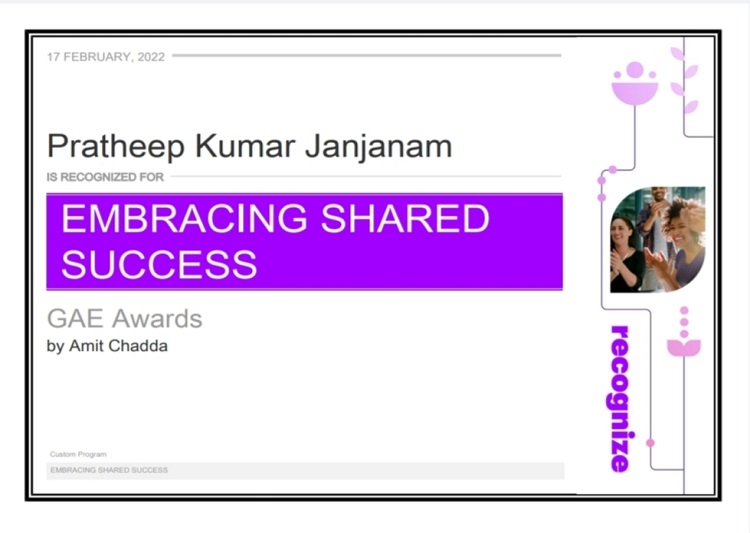 17 FEBRUARY, 2022
Pratheep Kumar Janjanam
IS RECOGNIZED FOR
EMBRACING SHARED
SUCCESS
GAE Awards
by Amit Chadda
recognize
Custom Program
EMBRACING SHARED SUCCESS